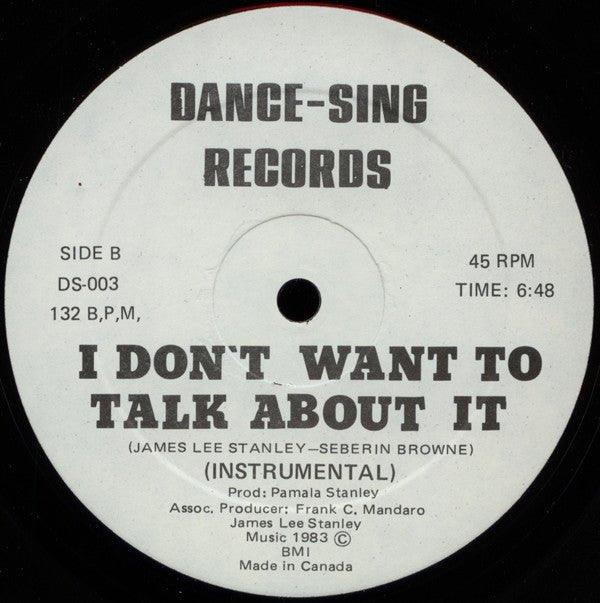 DANCE-SING
RECORDS
SIDE B
DS-003
132 B,P,M,
45 RPM
TIME: 6:48
I DON'T WANT TO
TALK ABOUT IT
(JAMES LEE STANLEY—SEBERIN BROWNE)
(INSTRUMENTAL)
Prod: Pamala Stanley
Assoc. Producer: Frank C. Mandaro
James Lee Stanley
Music 1983 ©
BMI
Made in Canada